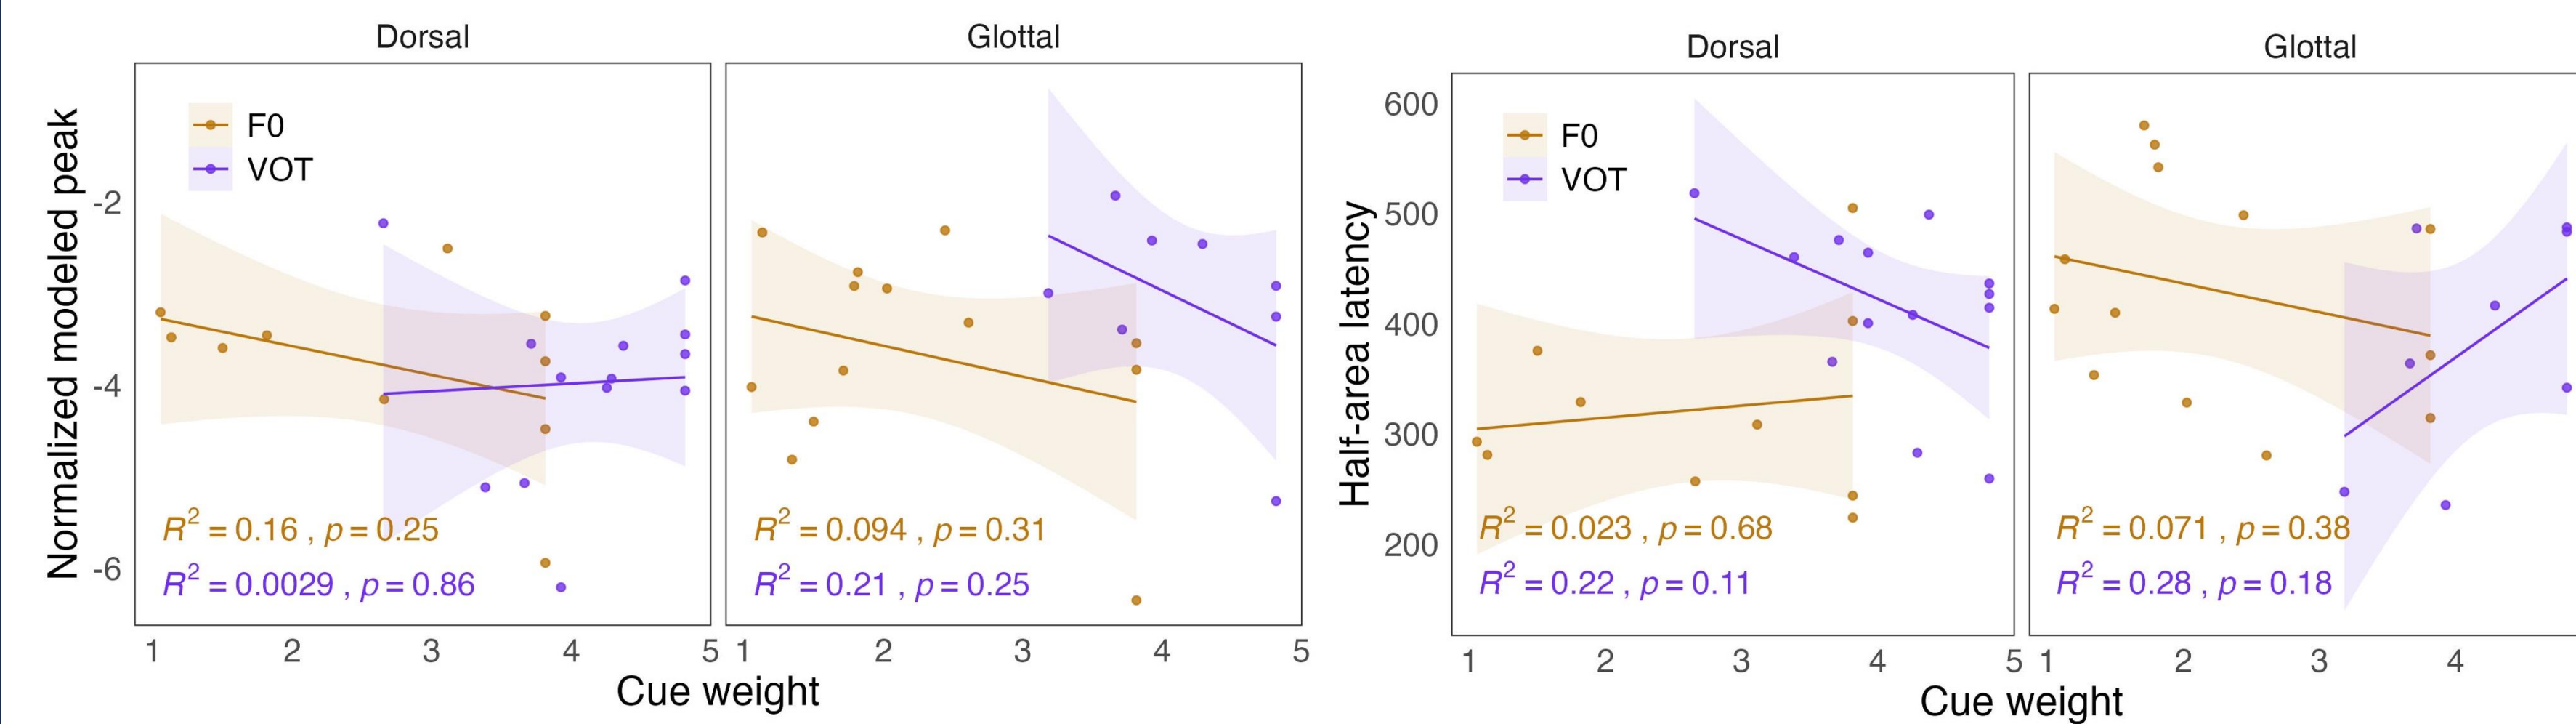 Dorsal
Glottal
Normalized modeled peak
-2
-4
-6
F0
VOT
R² = 0.16 , p = 0.25
R² = 0.0029 , p = 0.86
R² = 0.094 , p = 0.31
R² = 0.21 , p = 0.25
1 2 3 4 5 1 2 3 4 5
Cue weight
Dorsal
Glottal
Half-area latency
600
500
400
300
200
F0
VOT
R² = 0.023 , p = 0.68
R² = 0.22 , p = 0.11
R² = 0.071 , p = 0.38
R² = 0.28 , p = 0.18
1 2 3 4 5 1 2 3 4
Cue weight